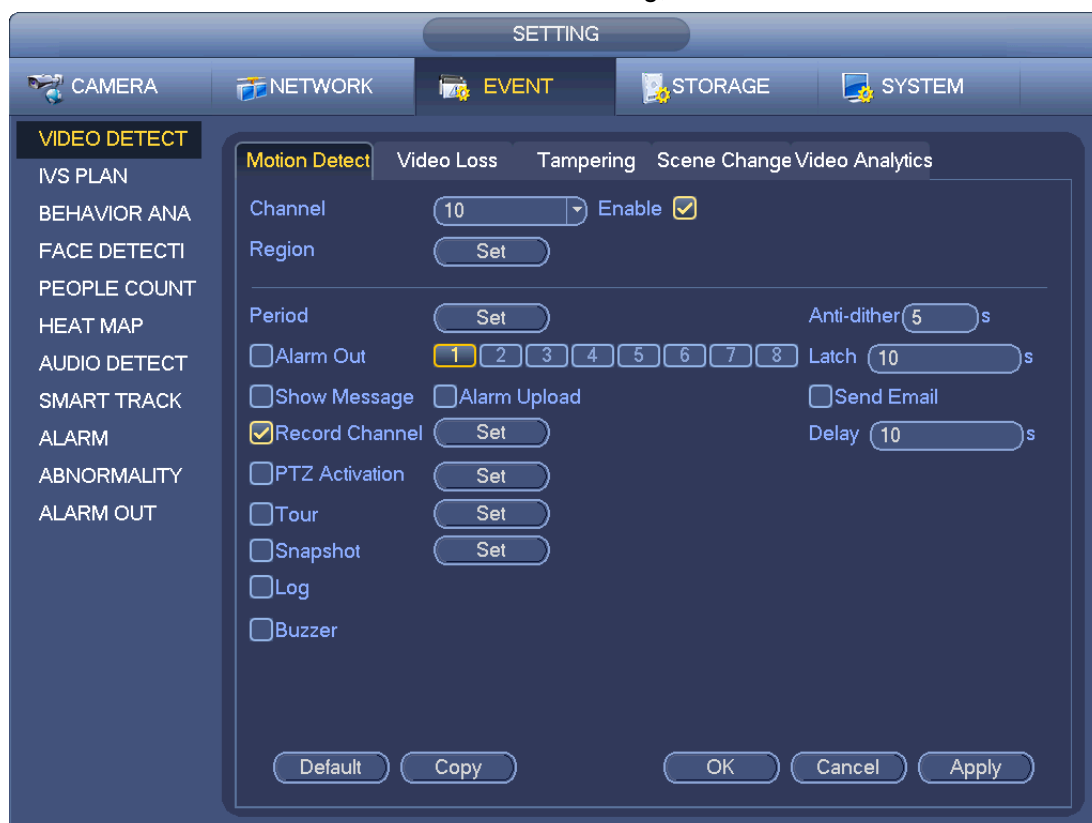 SETTING
CAMERA NETWORK EVENT STORAGE SYSTEM
VIDEO DETECT
IVS PLAN
BEHAVIOR ANA
FACE DETECTI
PEOPLE COUNT
HEAT MAP
AUDIO DETECT
SMART TRACK
ALARM
ABNORMALITY
ALARM OUT
Motion Detect Video Loss Tampering Scene Change Video Analytics
Channel 10 Enable
Region Set
Period Set Anti-dither 5 s
Alarm Out 1 2 3 4 5 6 7 8 Latch 10 s
Show Message Alarm Upload Send Email
Record Channel Set Delay 10 s
PTZ Activation Set
Tour Set
Snapshot Set
Log
Buzzer
Default Copy OK Cancel Apply